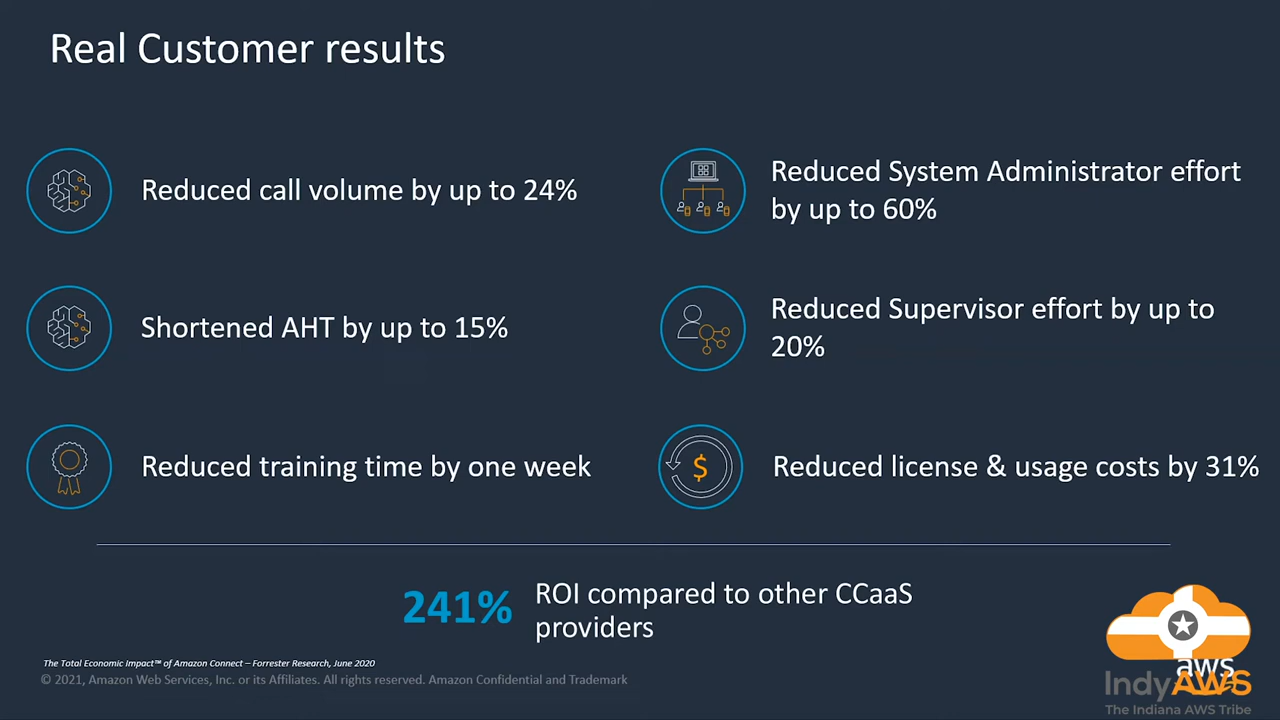 Real Customer results
Reduced call volume by up to 24%
Shortened AHT by up to 15%
Reduced training time by one week
Reduced System Administrator effort
by up to 60%
Reduced Supervisor effort by up to
20%
$
Reduced license & usage costs by 31%
241%
ROI compared to other CCaaS
providers
The Total Economic Impact™ of Amazon Connect – Forrester Research, June 2020
© 2021, Amazon Web Services, Inc. or its Affiliates. All rights reserved. Amazon Confidential and Trademark
aws
IndyAWS
The Indiana AWS Tribe